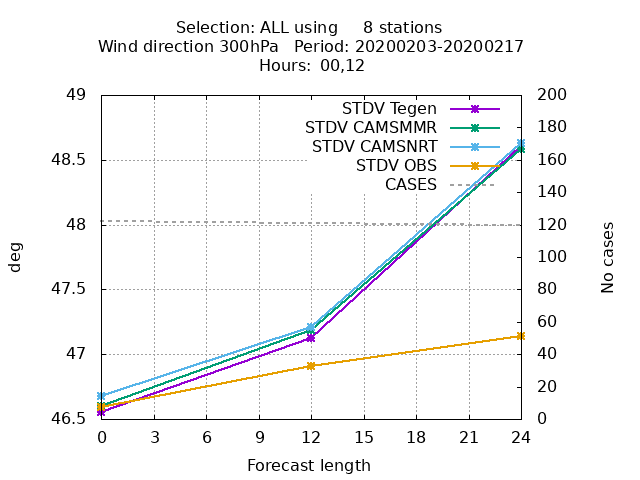 Selection: ALL using     8 stations
Wind direction 300hPa   Period: 20200203-20200217
Hours: 00,12
STDV Tegen
STDV CAMSMMR
STDV CAMSNRT
STDV OBS
CASES
49
48.5
48
47.5
47
46.5
deg
200
180
160
140
120
100
80
60
40
20
0
No cases
0 3 6 9 12 15 18 21 24
Forecast length